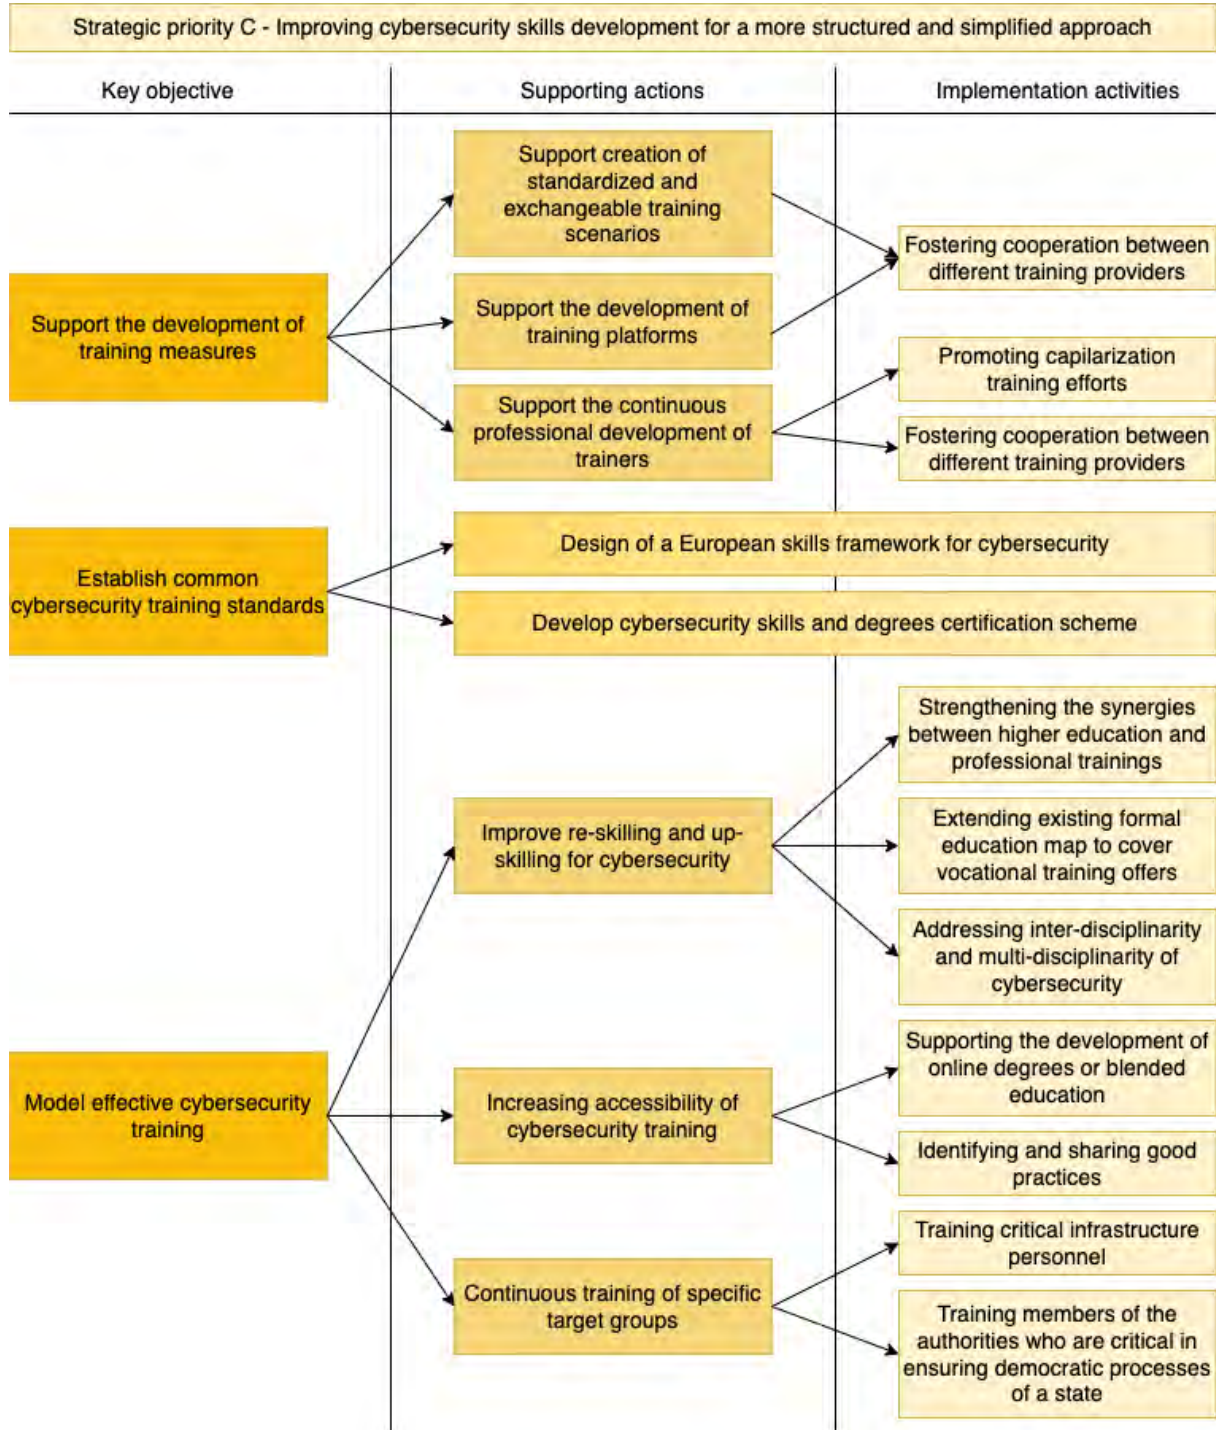 Strategic priority C - Improving cybersecurity skills development for a more structured and simplified approach
Key objective
Supporting actions
Implementation activities
Support the development of
training measures
Support creation of
standardized and
exchangeable training
scenarios
Support the development of
training platforms
Support the continuous
professional development of
trainers
Fostering cooperation between
different training providers
Promoting capilarization
training efforts
Fostering cooperation between
different training providers
Establish common
cybersecurity training standards
Design of a European skills framework for cybersecurity
Develop cybersecurity skills and degrees certification scheme
Model effective cybersecurity
training
Improve re-skilling and up-
skilling for cybersecurity
Strengthening the synergies
between higher education and
professional trainings
Extending existing formal
education map to cover
vocational training offers
Addressing inter-disciplinarity
and multi-disciplinarity of
cybersecurity
Increasing accessibility of
cybersecurity training
Supporting the development of
online degrees or blended
education
Identifying and sharing good
practices
Continuous training of specific
target groups
Training critical infrastructure
personnel
Training members of the
authorities who are critical in
ensuring democratic processes
of a state